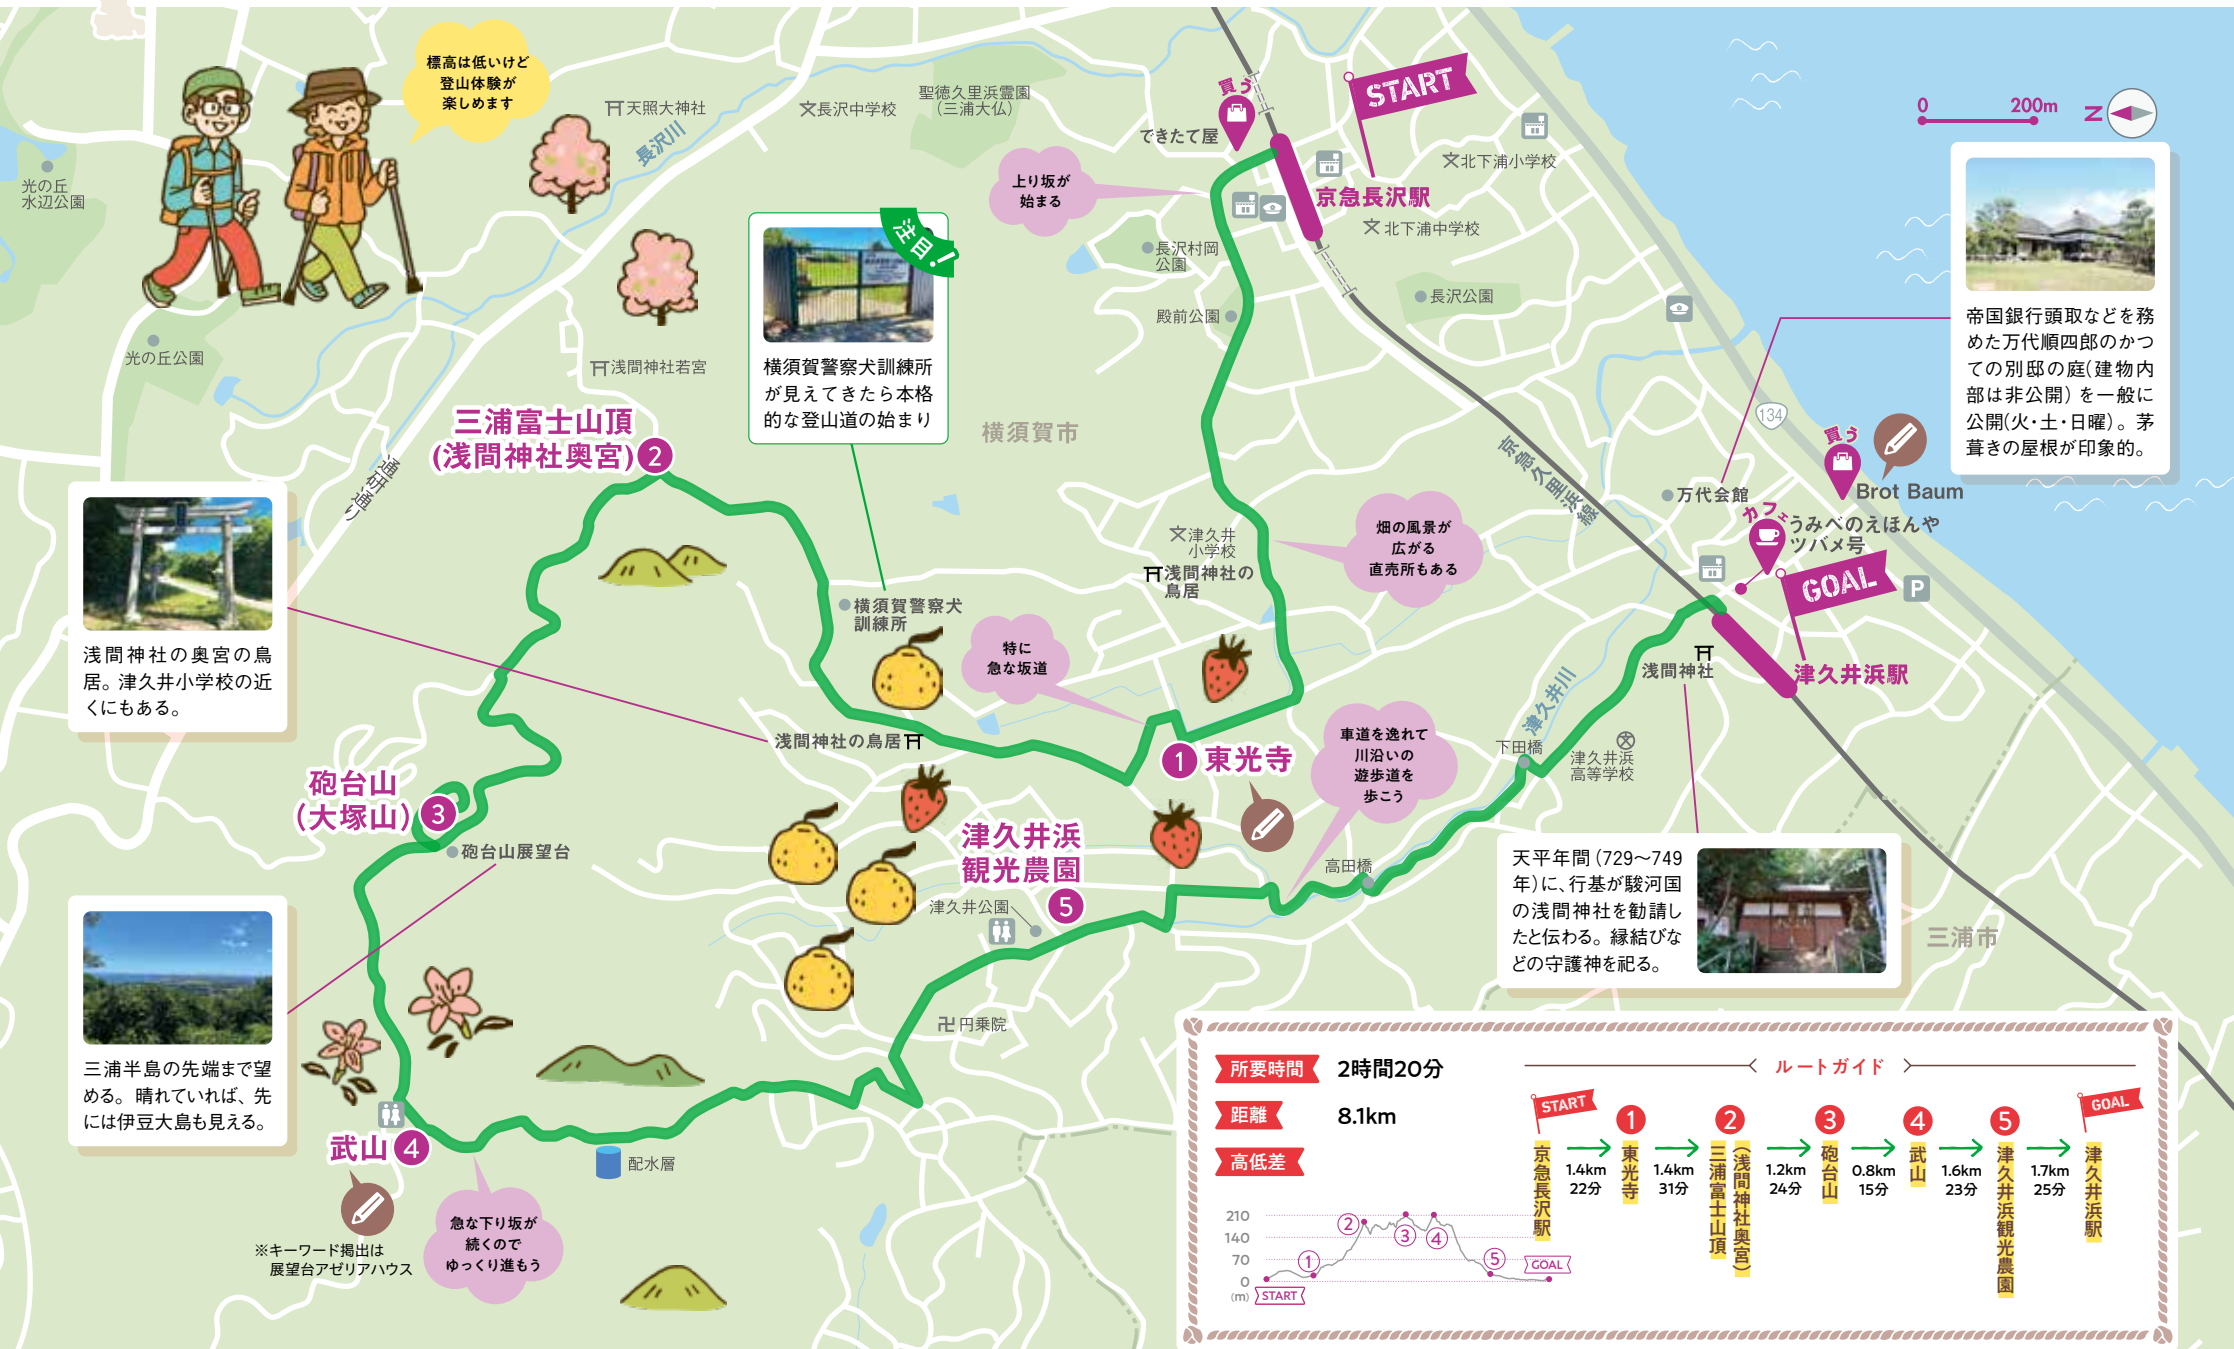 標高は低いけど
登山体験が
楽しめます
天照大神社
長沢川
長沢中学校
聖徳久里浜霊園
(三浦大仏)
買う
できたて屋
START
京急長沢駅
北下浦小学校
北下浦中学校
0 200m
N
光の丘
水辺公園
光の丘公園
上り坂が
始まる
長沢村岡
公園
殿前公園
長沢公園
浅間神社若宮
注目!
横須賀警察犬訓練所
が見えてきたら本格
的な登山道の始まり
横須賀市
帝国銀行頭取などを務
めた万代順四郎のかつ
ての別邸の庭(建物内
部は非公開)を一般に
公開(火・土・日曜)。茅
葺きの屋根が印象的。
134
京急久里浜線
万代会館
買う
Brot Baum
カフェ
うみべのえほんや
ツバメ号
GOAL
P
津久井浜駅
浅間神社
三浦富士山頂
(浅間神社奥宮)
2
通研通り
浅間神社の奥宮の鳥
居。津久井小学校の近
くにもある。
横須賀警察犬
訓練所
津久井
小学校
浅間神社の
鳥居
畑の風景が
広がる
直売所もある
特に
急な坂道
浅間神社の鳥居
1 東光寺
車道を逸れて
川沿いの
遊歩道を
歩こう
津久井川
下田橋
津久井浜
高等学校
高田橋
砲台山
(大塚山)
3
砲台山展望台
津久井浜
観光農園
5
津久井公園
天平年間(729〜749
年)に、行基が駿河国
の浅間神社を勧請し
たと伝わる。縁結びな
どの守護神を祀る。
三浦市
三浦半島の先端まで望
める。晴れていれば、先
には伊豆大島も見える。
円乗院
武山 4
配水層
※キーワード掲出は
展望台アゼリアハウス
急な下り坂が
続くので
ゆっくり進もう
所要時間 2時間20分
距離 8.1km
高低差
210
140
70
0
(m)
START
1
2
3
4
5
GOAL
ルートガイド
START
京急長沢駅
1.4km
22分
1
東光寺
1.4km
31分
2
三浦富士山頂
(浅間神社奥宮)
1.2km
24分
3
砲台山
0.8km
15分
4
武山
1.6km
23分
5
津久井浜観光農園
1.7km
25分
GOAL
津久井浜駅